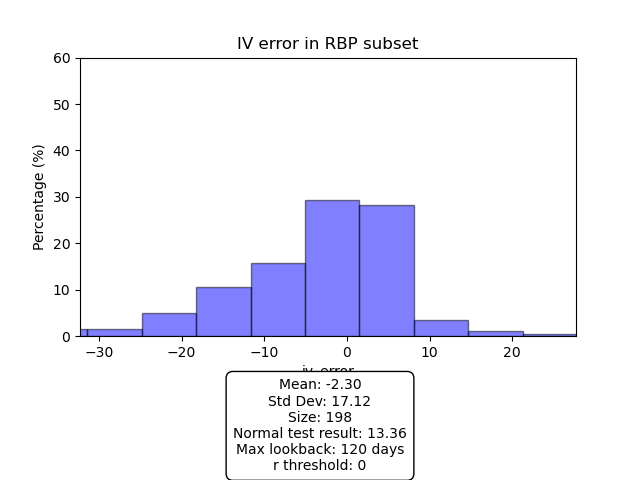 IV error in RBP subset
60
50
40
30
20
10
0
Percentage (%)
−30
−20
−10
0
10
20
iv_error
Mean: -2.30
Std Dev: 17.12
Size: 198
Normal test result: 13.36
Max lookback: 120 days
r threshold: 0